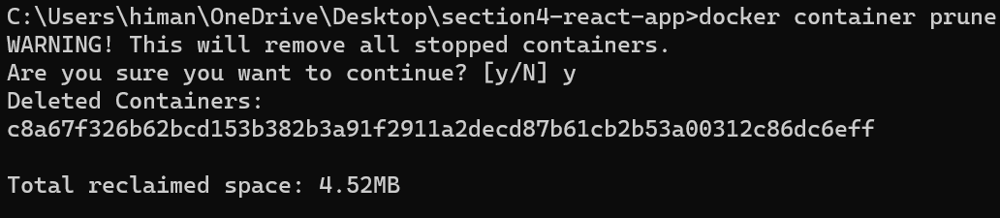 C:\Users\himan\OneDrive\Desktop\section4-react-app>docker container prune
WARNING! This will remove all stopped containers.
Are you sure you want to continue? [y/N] y
Deleted Containers:
c8a67f326b62bcd153b382b3a91f2911a2decd87b61cb2b53a00312c86dc6eff
Total reclaimed space: 4.52MB